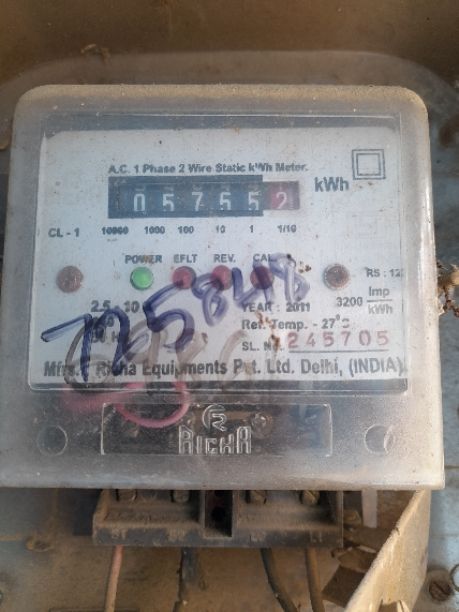 A.C. 1 Phase 2 Wire Static kWh Meter.
057552 kWh
CL - 1 10000 1000 100 10 1 1/10
POWER EFLT REV. CAL
725848
2.5 - 10
YEAR : 2011
3200 Imp/kWh
Ref. Temp. - 27°C
SL. No. 245705
Mfrs. Richa Equipments Pvt. Ltd. Delhi, (INDIA)
RICHA